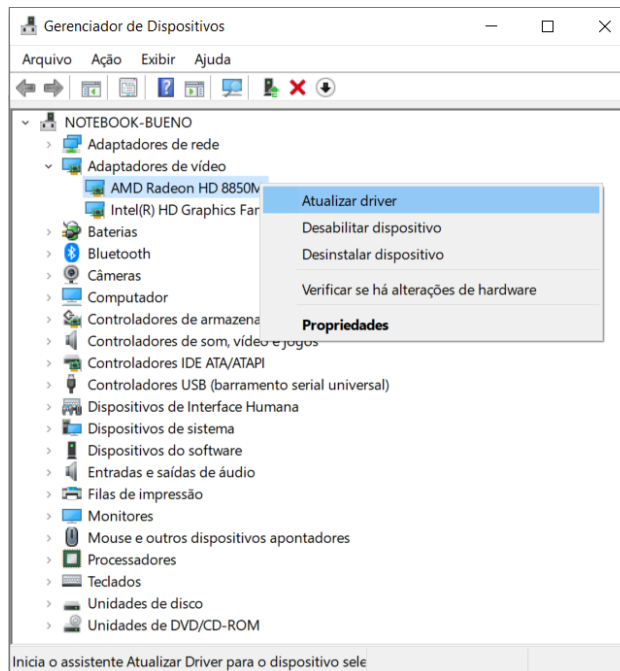 Gerenciador de Dispositivos
Arquivo Ação Exibir Ajuda
NOTEBOOK-BUENO
Adaptadores de rede
Adaptadores de vídeo
AMD Radeon HD 8850M
Atualizar driver
Intel(R) HD Graphics Fam
Desabilitar dispositivo
Baterias
Desinstalar dispositivo
Bluetooth
Câmeras
Verificar se há alterações de hardware
Computador
Controladores de armazena
Propriedades
Controladores de som, vídeo e jogos
Controladores IDE ATA/ATAPI
Controladores USB (barramento serial universal)
Dispositivos de Interface Humana
Dispositivos de sistema
Dispositivos do software
Entradas e saídas de áudio
Filas de impressão
Monitores
Mouse e outros dispositivos apontadores
Processadores
Teclados
Unidades de disco
Unidades de DVD/CD-ROM
Inicia o assistente Atualizar Driver para o dispositivo sele